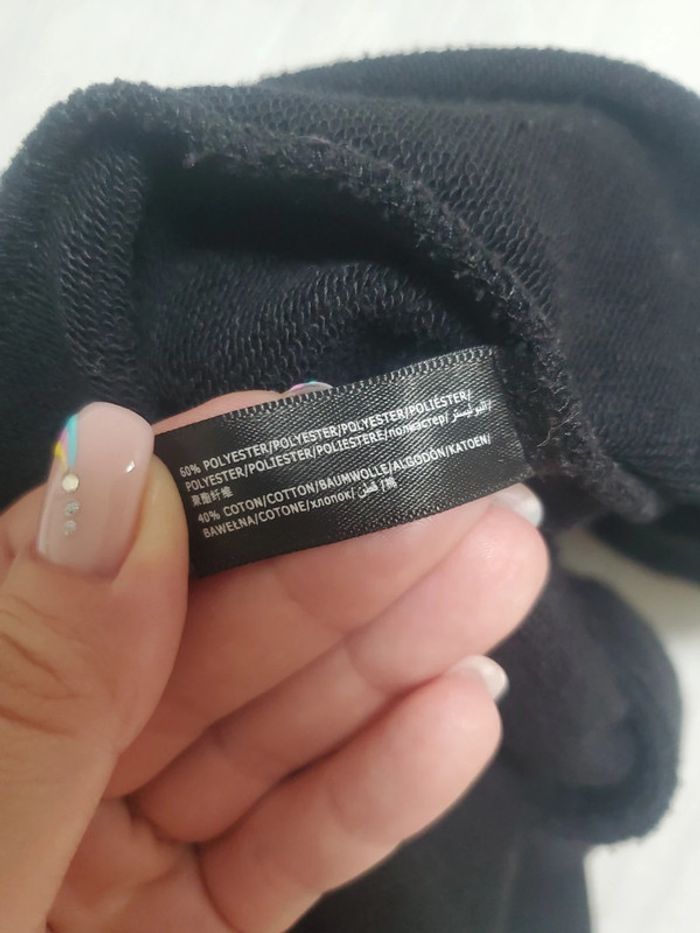 60% POLYESTER/POLYESTER/POLYESTER/POLIÉSTER/
POLYESTER/POLIESTER/POLIESTERE/полиэстер/بوليستر/
聚酯纤维
40% COTON/COTTON/BAUMWOLLE/ALGODÓN/KATOEN/
BAWEŁNA/COTONE/хлопок/قطن/棉